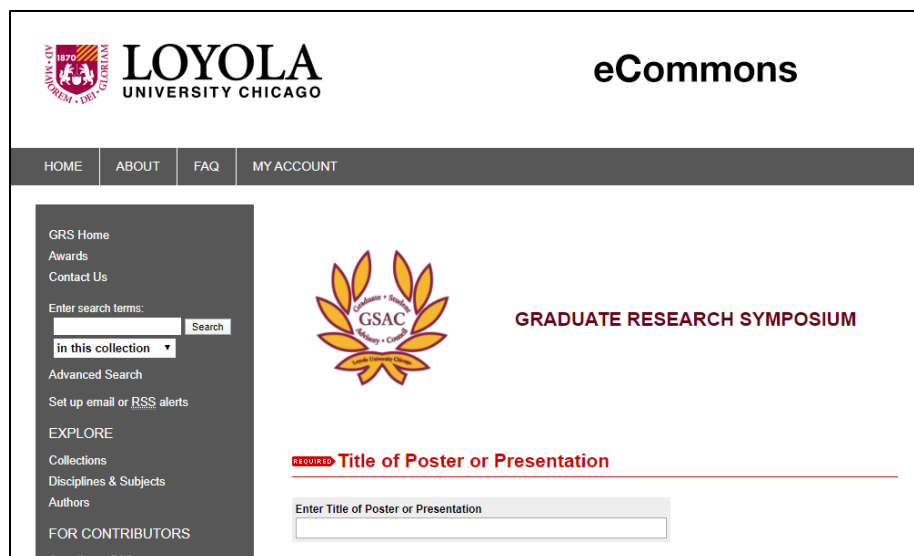 AD • MAJOREM • DEI • GLORIAM
1870
LOYOLA
UNIVERSITY CHICAGO
eCommons
HOME
ABOUT
FAQ
MY ACCOUNT
GRS Home
Awards
Contact Us
Enter search terms:
Search
in this collection
Advanced Search
Set up email or RSS alerts
EXPLORE
Collections
Disciplines & Subjects
Authors
FOR CONTRIBUTORS
Graduate • Student
GSAC
Advisory • Council
Loyola University Chicago
GRADUATE RESEARCH SYMPOSIUM
REQUIRED Title of Poster or Presentation
Enter Title of Poster or Presentation